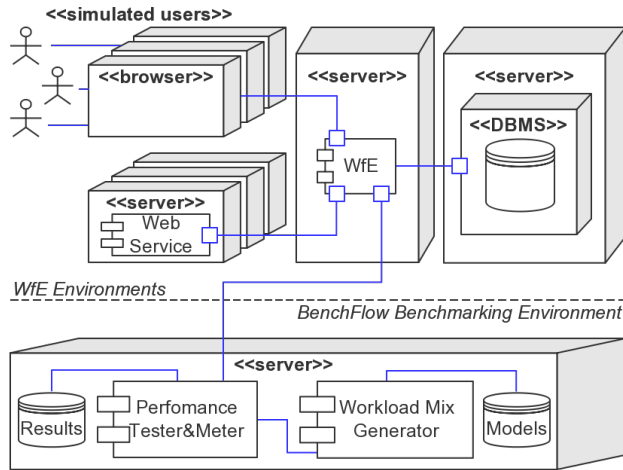 <<simulated users>>
<<browser>>
<<server>>
<<server>>
<<DBMS>>
WfE
<<server>>
Web
Service
WfE Environments
BenchFlow Benchmarking Environment
<<server>>
Results
Perfomance
Tester&Meter
Workload Mix
Generator
Models